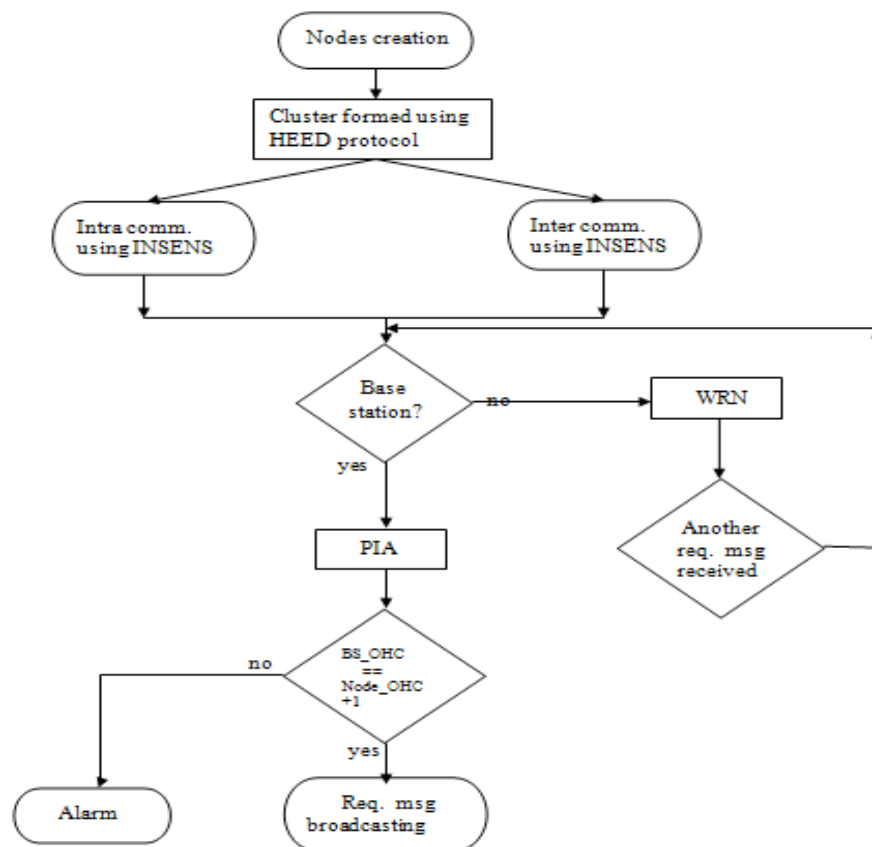 Nodes creation
Cluster formed using
HEED protocol
Intra comm.
using INSENS
Inter comm.
using INSENS
Base
station?
no
WRN
yes
Another
req. msg
received
PIA
BS_OHC
==
Node_OHC
+1
no
yes
Alarm
Req. msg
broadcasting